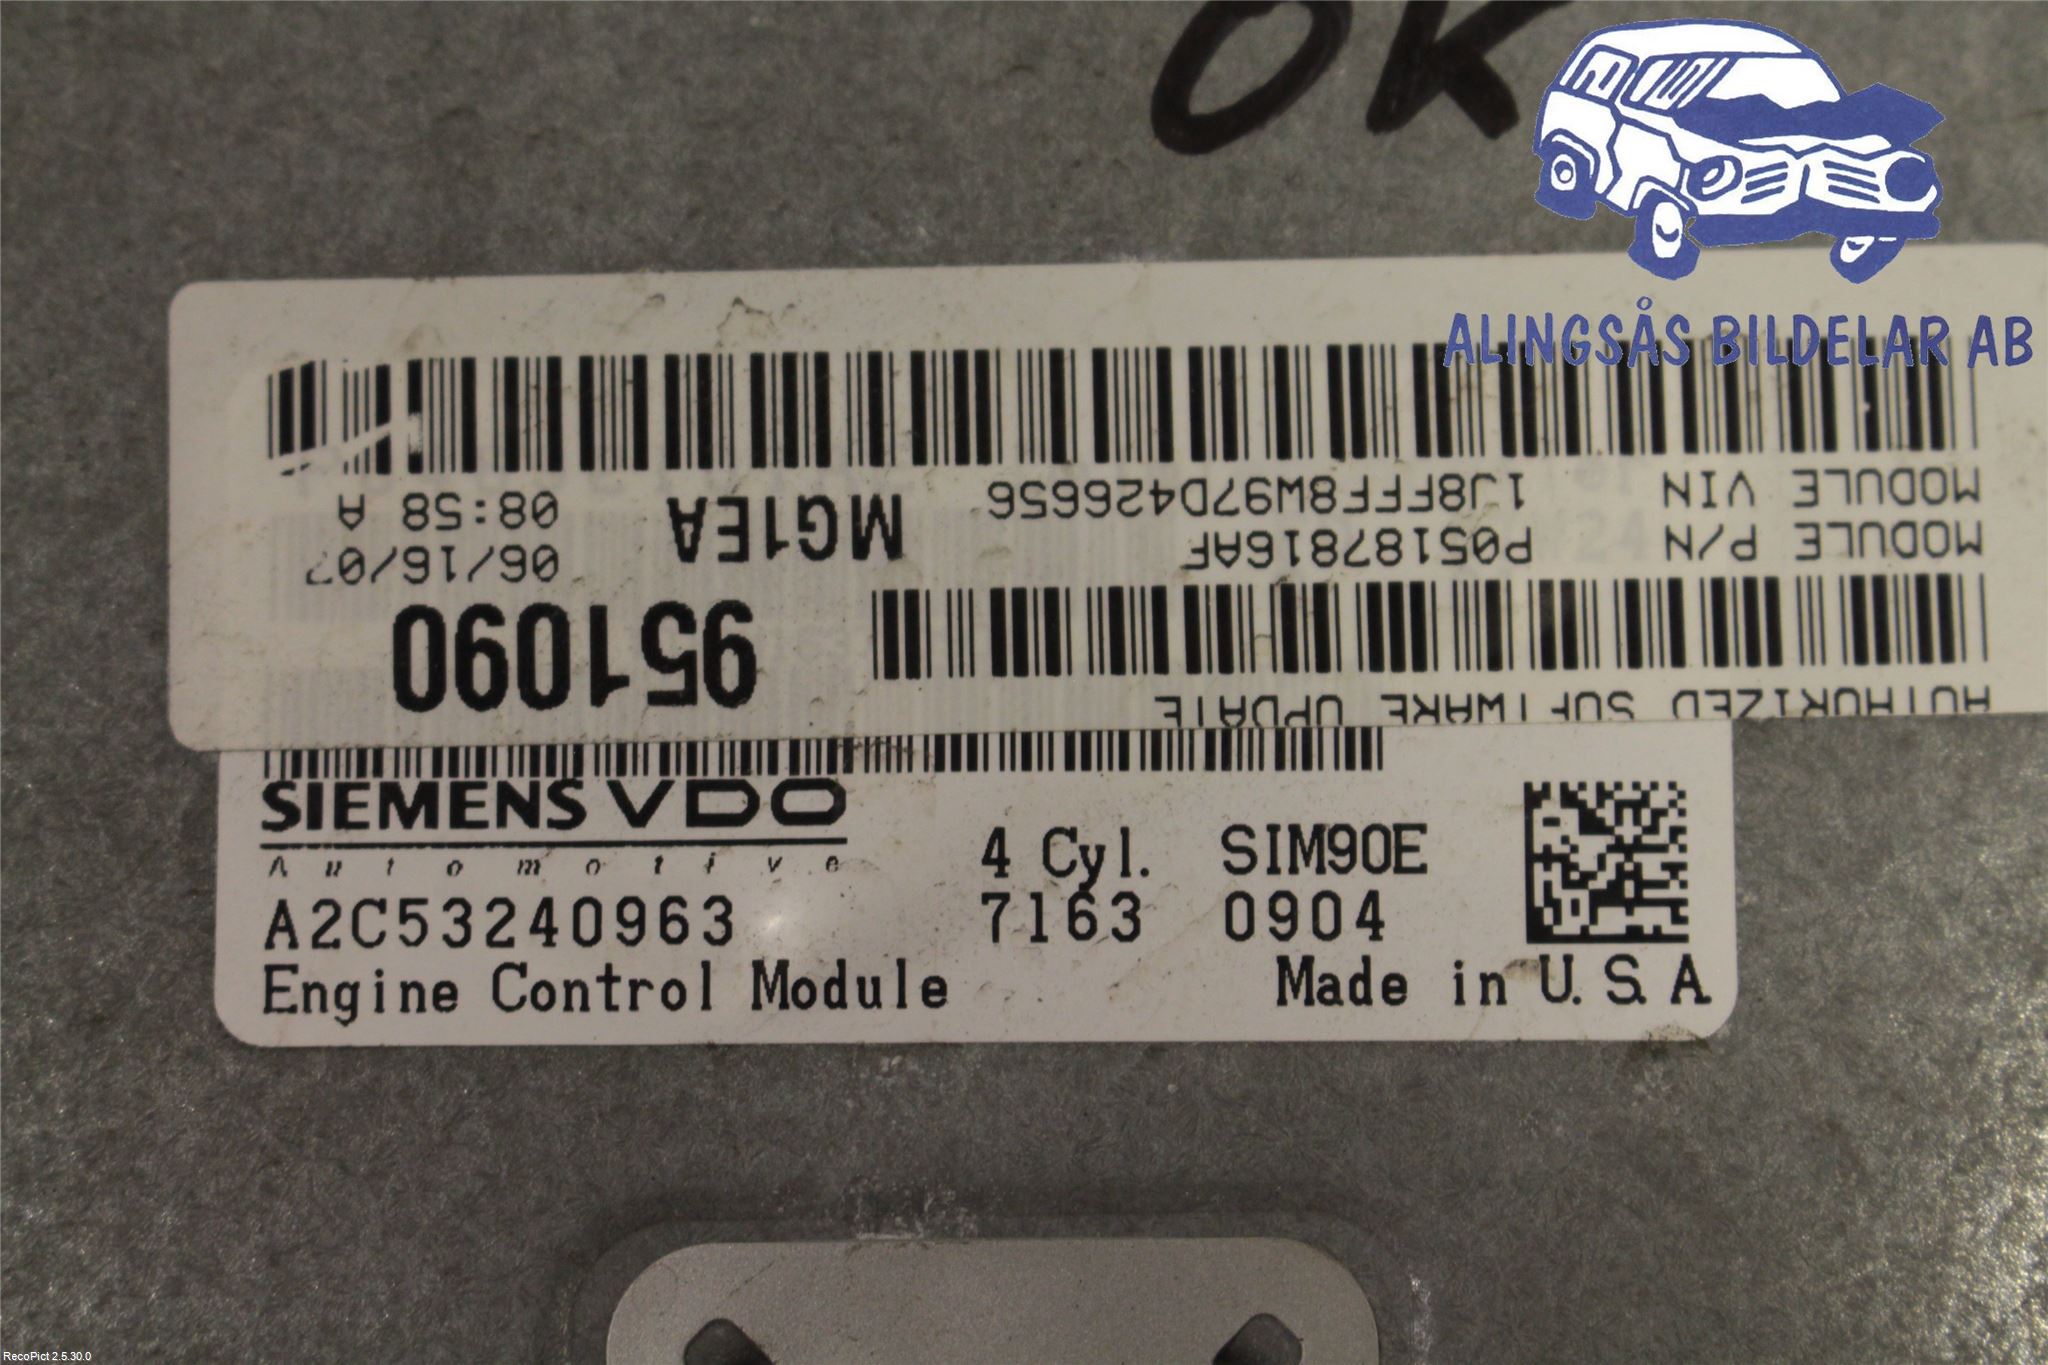 OK
ALINGSÅS BILDELAR AB
AUTHORIZED SOFTWARE UPDATE
MODULE P/N P05187816AF
MODULE VIN 1J8FFF8W97D426656
951090
MG1EA
06/16/07
08:58 A
SIEMENS VDO
Automotive
4 Cyl. SIM90E
A2C53240963 7163 0904
Engine Control Module Made in U.S.A.
RecoPict 2.5.30.0